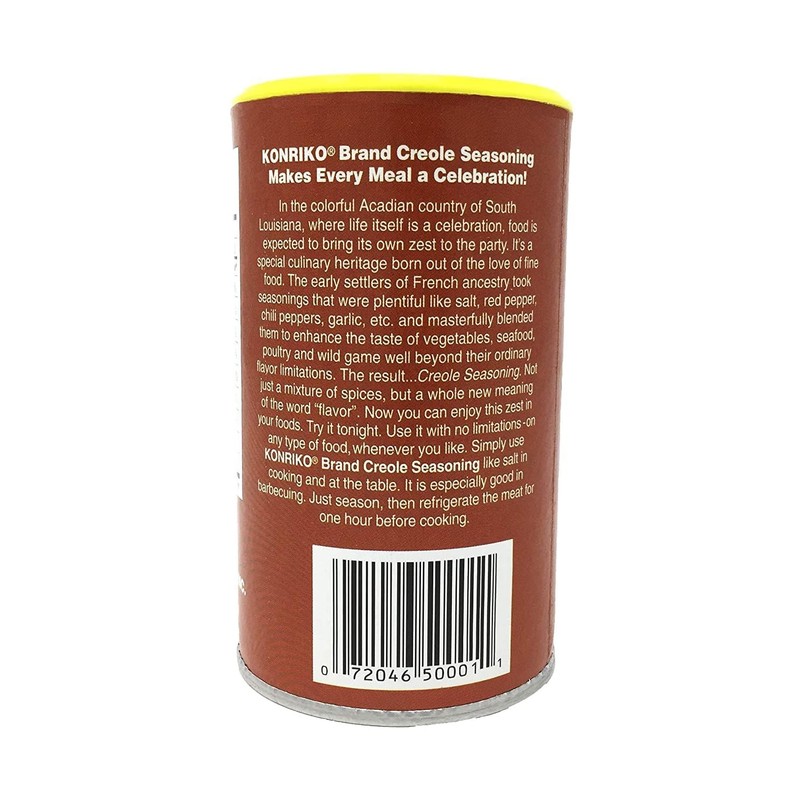 KONRIKO® Brand Creole Seasoning
Makes Every Meal a Celebration!
In the colorful Acadian country of South
Louisiana, where life itself is a celebration, food is
expected to bring its own zest to the party. It's a
special culinary heritage born out of the love of fine
food. The early settlers of French ancestry took
seasonings that were plentiful like salt, red pepper,
chili peppers, garlic, etc. and masterfully blended
them to enhance the taste of vegetables, seafood,
poultry and wild game well beyond their ordinary
flavor limitations. The result...Creole Seasoning. Not
just a mixture of spices, but a whole new meaning
of the word "flavor". Now you can enjoy this zest in
your foods. Try it tonight. Use it with no limitations-on
any type of food, whenever you like. Simply use
KONRIKO® Brand Creole Seasoning like salt in
cooking and at the table. It is especially good in
barbecuing. Just season, then refrigerate the meat for
one hour before cooking.
0 72046 50001 1